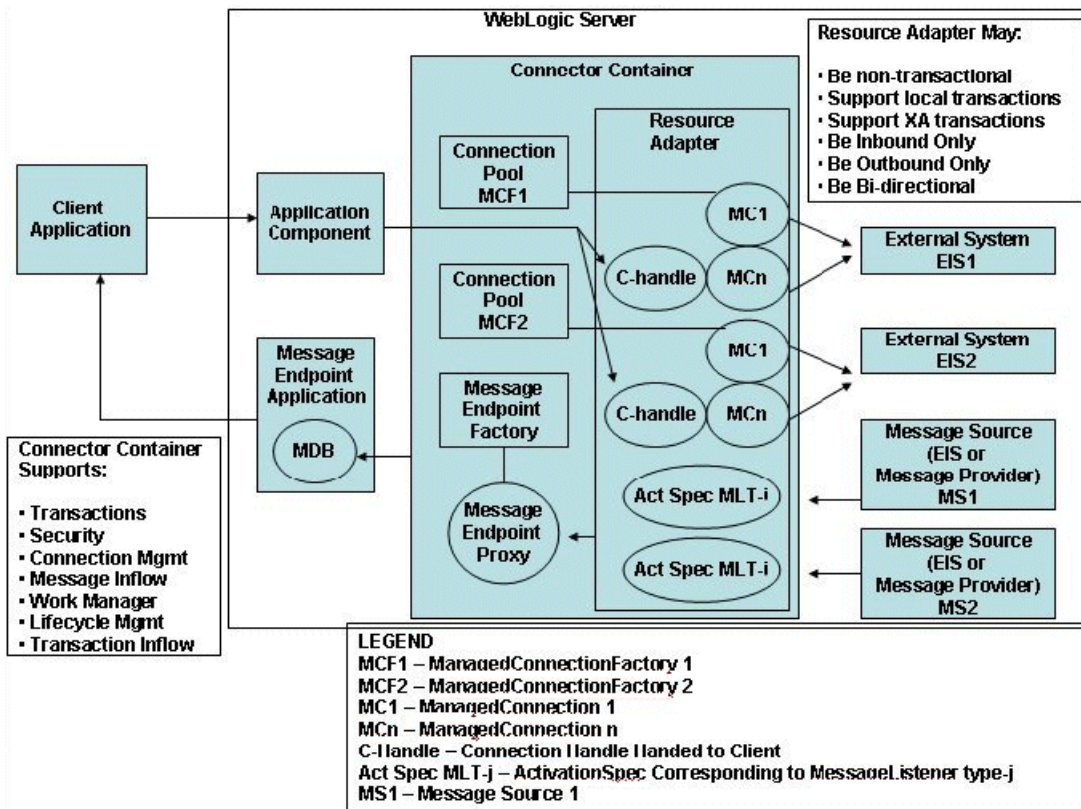 WebLogic Server
Resource Adapter May:
· Be non-transactional
· Support local transactions
· Support XA transactions
· Be Inbound Only
· Be Outbound Only
· Be Bi-directional
Connector Container
Resource
Adapter
Connection
Pool
MCF1
Client
Application
Application
Component
MC1
C-handle
MCn
External System
EIS1
Connection
Pool
MCF2
MC1
C-handle
MCn
External System
EIS2
Message
Endpoint
Application
MDB
Message
Endpoint
Factory
Message
Endpoint
Proxy
Act Spec MLT-i
Act Spec MLT-i
Message Source
(EIS or
Message Provider)
MS1
Message Source
(EIS or
Message Provider)
MS2
Connector Container
Supports:
· Transactions
· Security
· Connection Mgmt
· Message Inflow
· Work Manager
· Lifecycle Mgmt
· Transaction Inflow
LEGEND
MCF1 – ManagedConnectionFactory 1
MCF2 – ManagedConnectionFactory 2
MC1 – ManagedConnection 1
MCn – ManagedConnection n
C-Handle – Connection Handle Handed to Client
Act Spec MLT-j – ActivationSpec Corresponding to MessageListener type-j
MS1 – Message Source 1